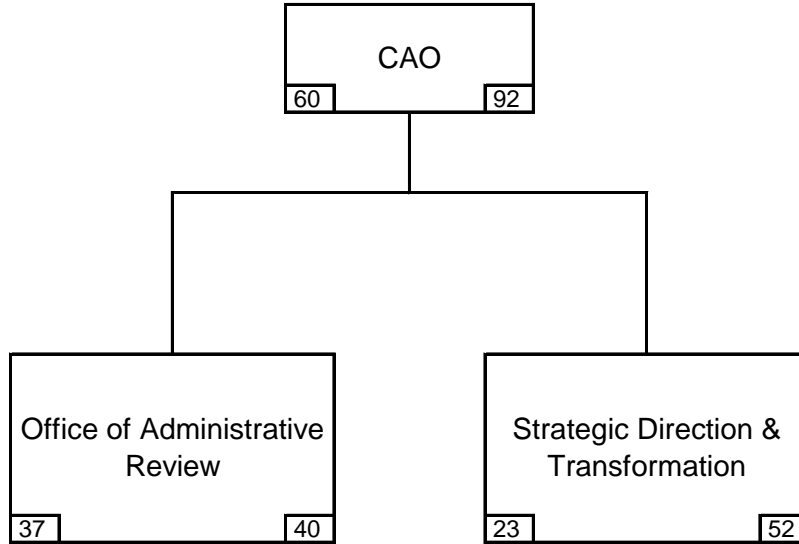 CAO
60
92
Office of Administrative
Review
37
40
Strategic Direction &
Transformation
23
52